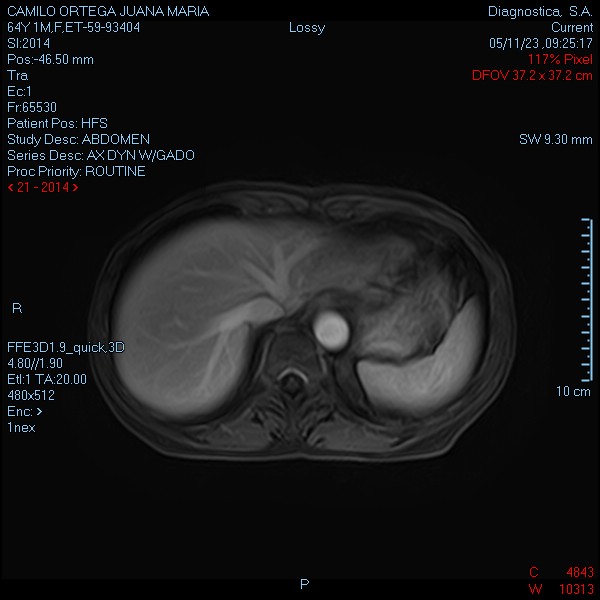 CAMILO ORTEGA JUANA MARIA
64Y 1M,F,ET-59-93404
SI:2014
Pos:-46.50 mm
Tra
Ec:1
Fr:65530
Patient Pos: HFS
Study Desc: ABDOMEN
Series Desc: AX DYN W/GADO
Proc Priority: ROUTINE
< 21 - 2014 >
Lossy
Diagnostica, S.A.
Current
05/11/23 ,09:25:17
117% Pixel
DFOV 37.2 x 37.2 cm
SW 9.30 mm
R
FFE3D1.9_quick,3D
4.80//1.90
Etl:1 TA:20.00
480x512
Enc: >
1nex
10 cm
P
C 4843
W 10313